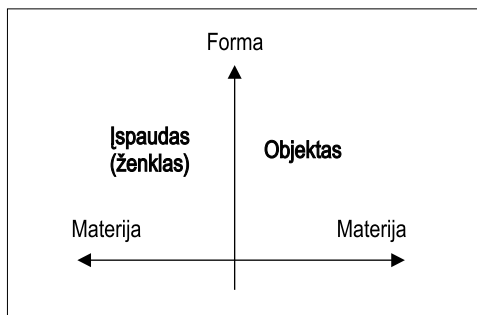 Forma
Įspaudas
(ženklas)
Objektas
Materija
Materija